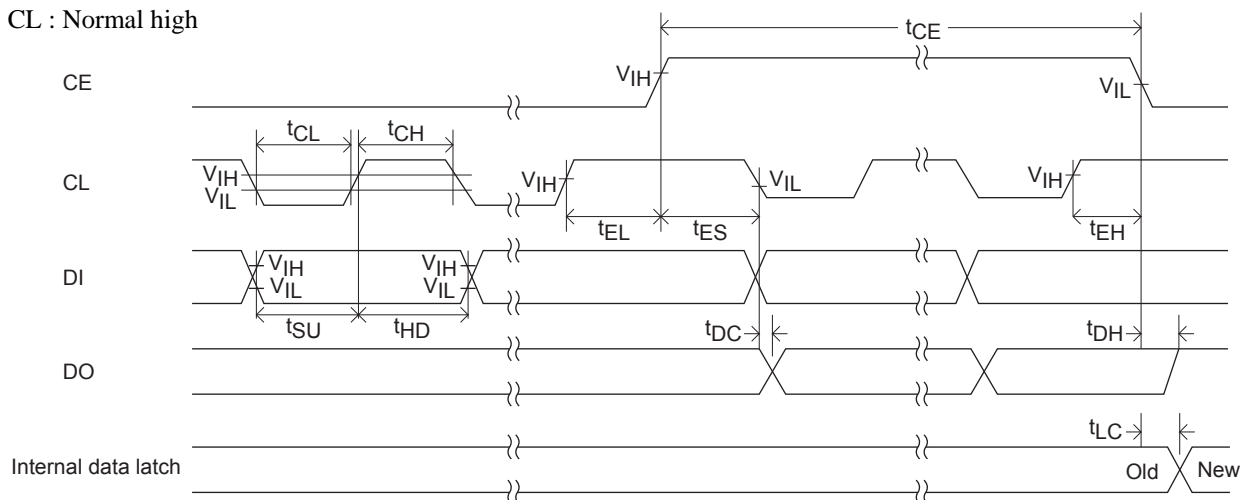 CL : Normal high
tCE
CE
VIH
VIL
tCL
tCH
CL
VIH
VIL
VIH
VIL
VIH
tEL
tES
tEH
DI
VIH
VIL
VIH
VIL
tSU
tHD
tDC
tDH
DO
tLC
Internal data latch
Old
New